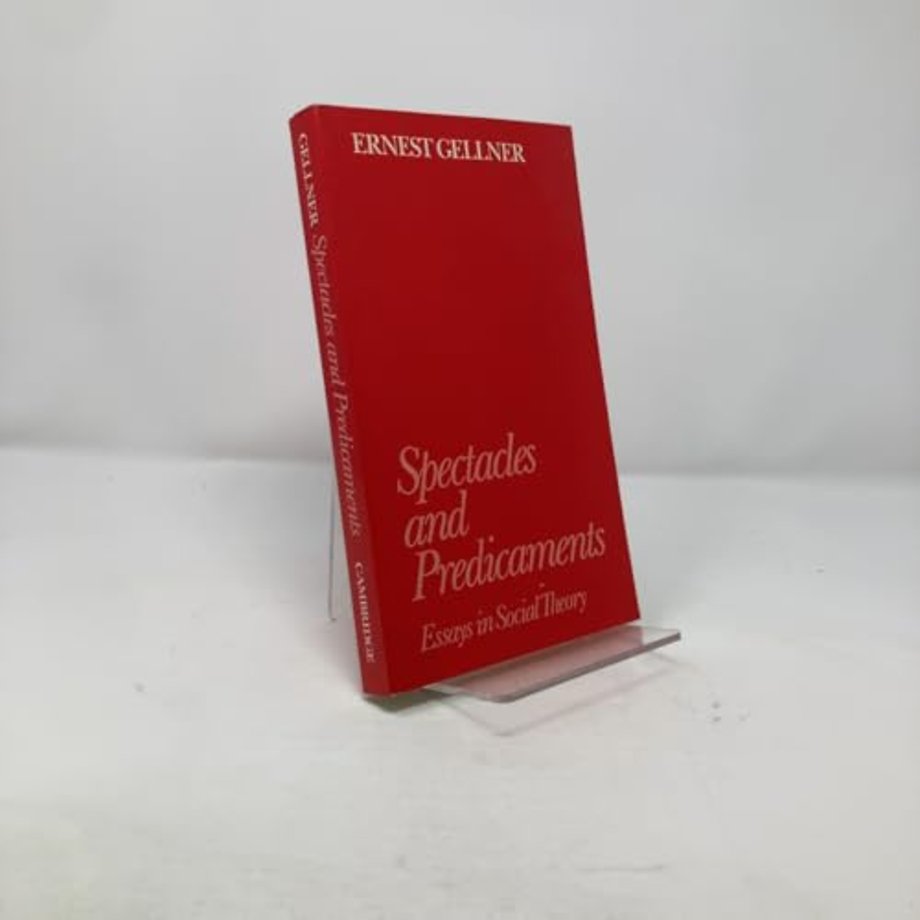 ERNEST GELLNER
Spectacles
and
Predicaments
Essays in Social Theory
GELLNER Spectacles and Predicaments CAMBRIDGE